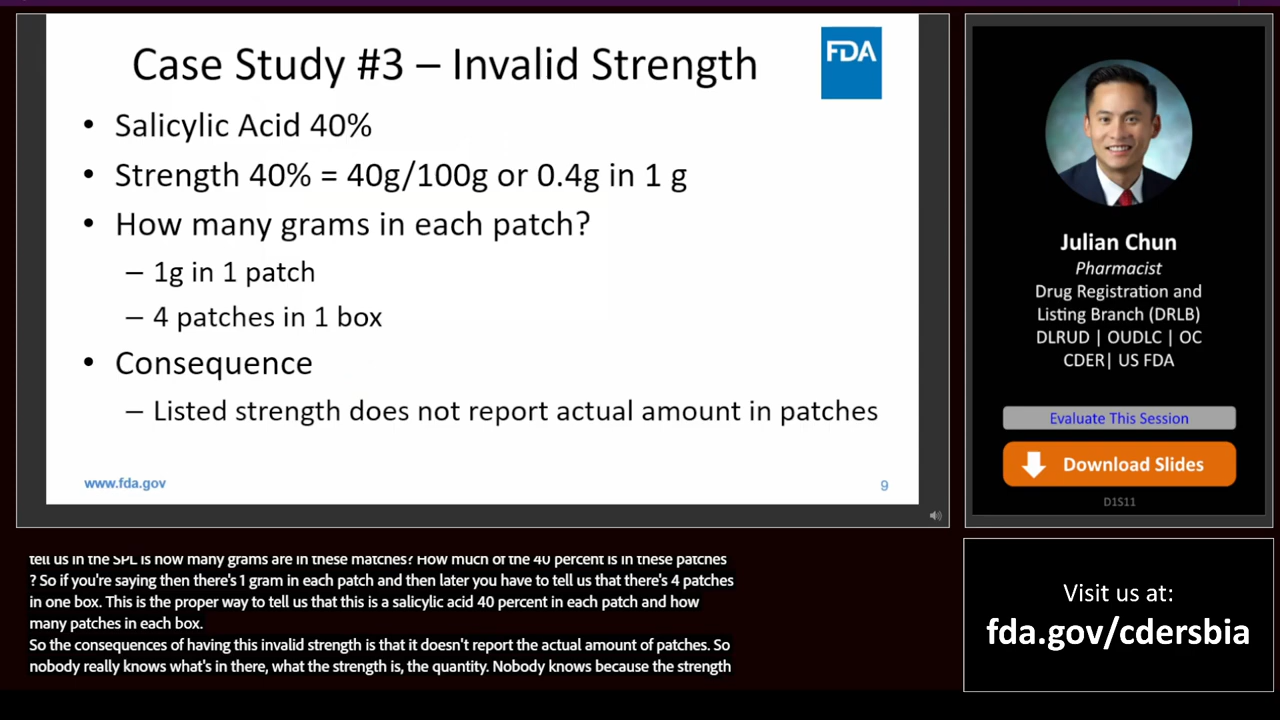 Case Study #3 – Invalid Strength
FDA
• Salicylic Acid 40%
• Strength 40% = 40g/100g or 0.4g in 1 g
• How many grams in each patch?
– 1g in 1 patch
– 4 patches in 1 box
• Consequence
– Listed strength does not report actual amount in patches
www.fda.gov
9
Julian Chun
Pharmacist
Drug Registration and
Listing Branch (DRLB)
DLRUD | OUDLC | OC
CDER| US FDA
Evaluate This Session
Download Slides
D1S11
tell us in the SPL is how many grams are in these matches? How much of the 40 percent is in these patches
? So if you're saying then there's 1 gram in each patch and then later you have to tell us that there's 4 patches
in one box. This is the proper way to tell us that this is a salicylic acid 40 percent in each patch and how
many patches in each box.
So the consequences of having this invalid strength is that it doesn't report the actual amount of patches. So
nobody really knows what's in there, what the strength is, the quantity. Nobody knows because the strength
Visit us at:
fda.gov/cdersbia